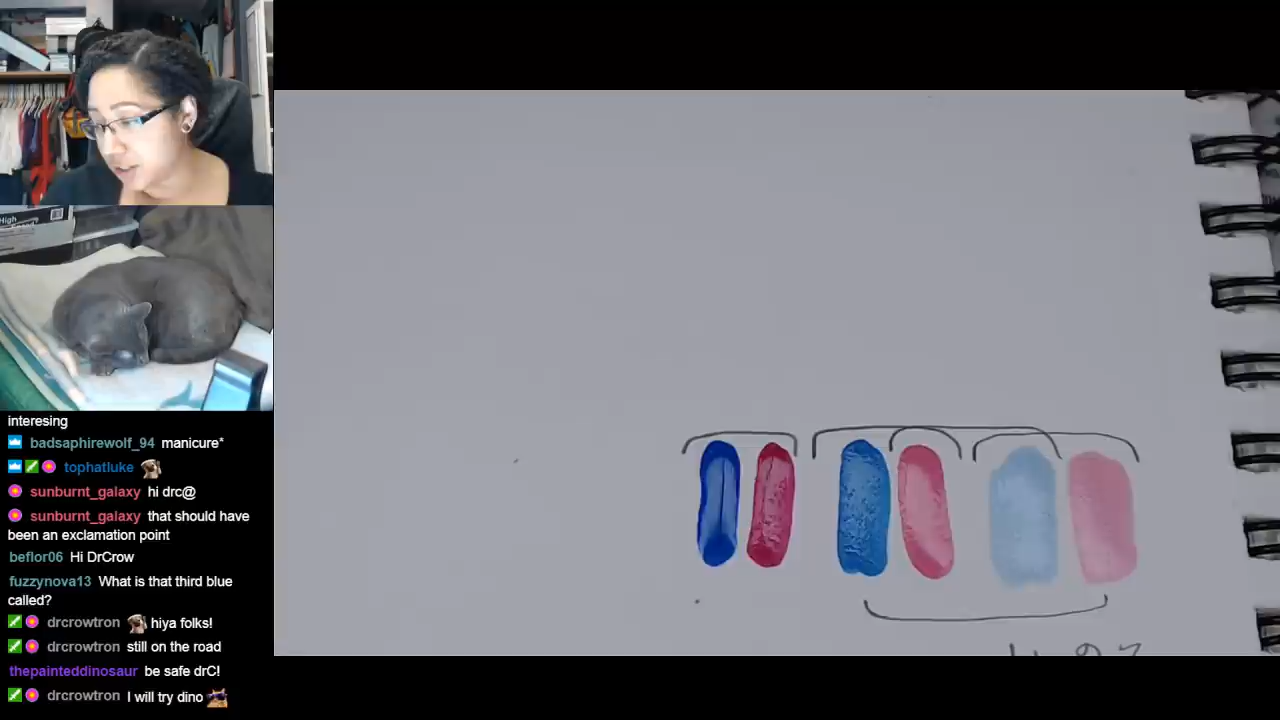 High
interesing
badsaphirewolf_94 manicure*
tophatluke
sunburnt_galaxy hi drc@
sunburnt_galaxy that should have
been an exclamation point
beflor06 Hi DrCrow
fuzzynova13 What is that third blue
called?
drcrowtron hiya folks!
drcrowtron still on the road
thepainteddinosaur be safe drC!
drcrowtron I will try dino